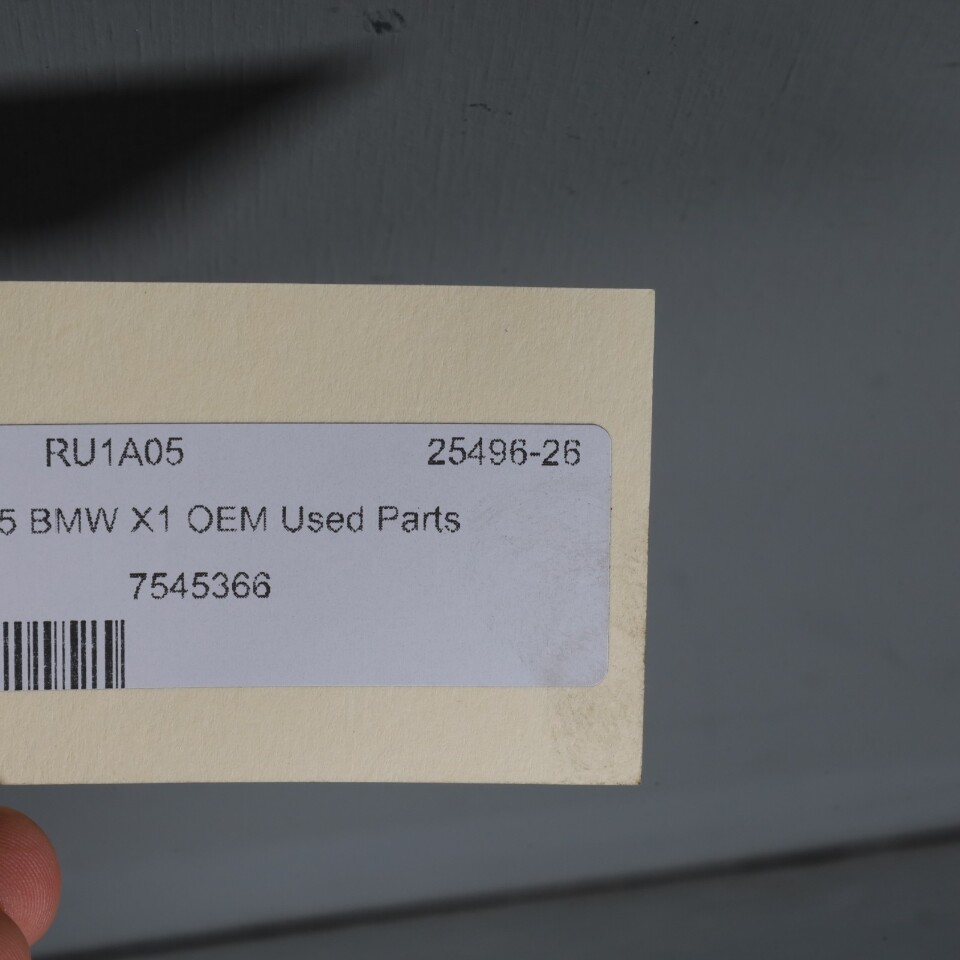 RU1A05 25496-26
5 BMW X1 OEM Used Parts
7545366